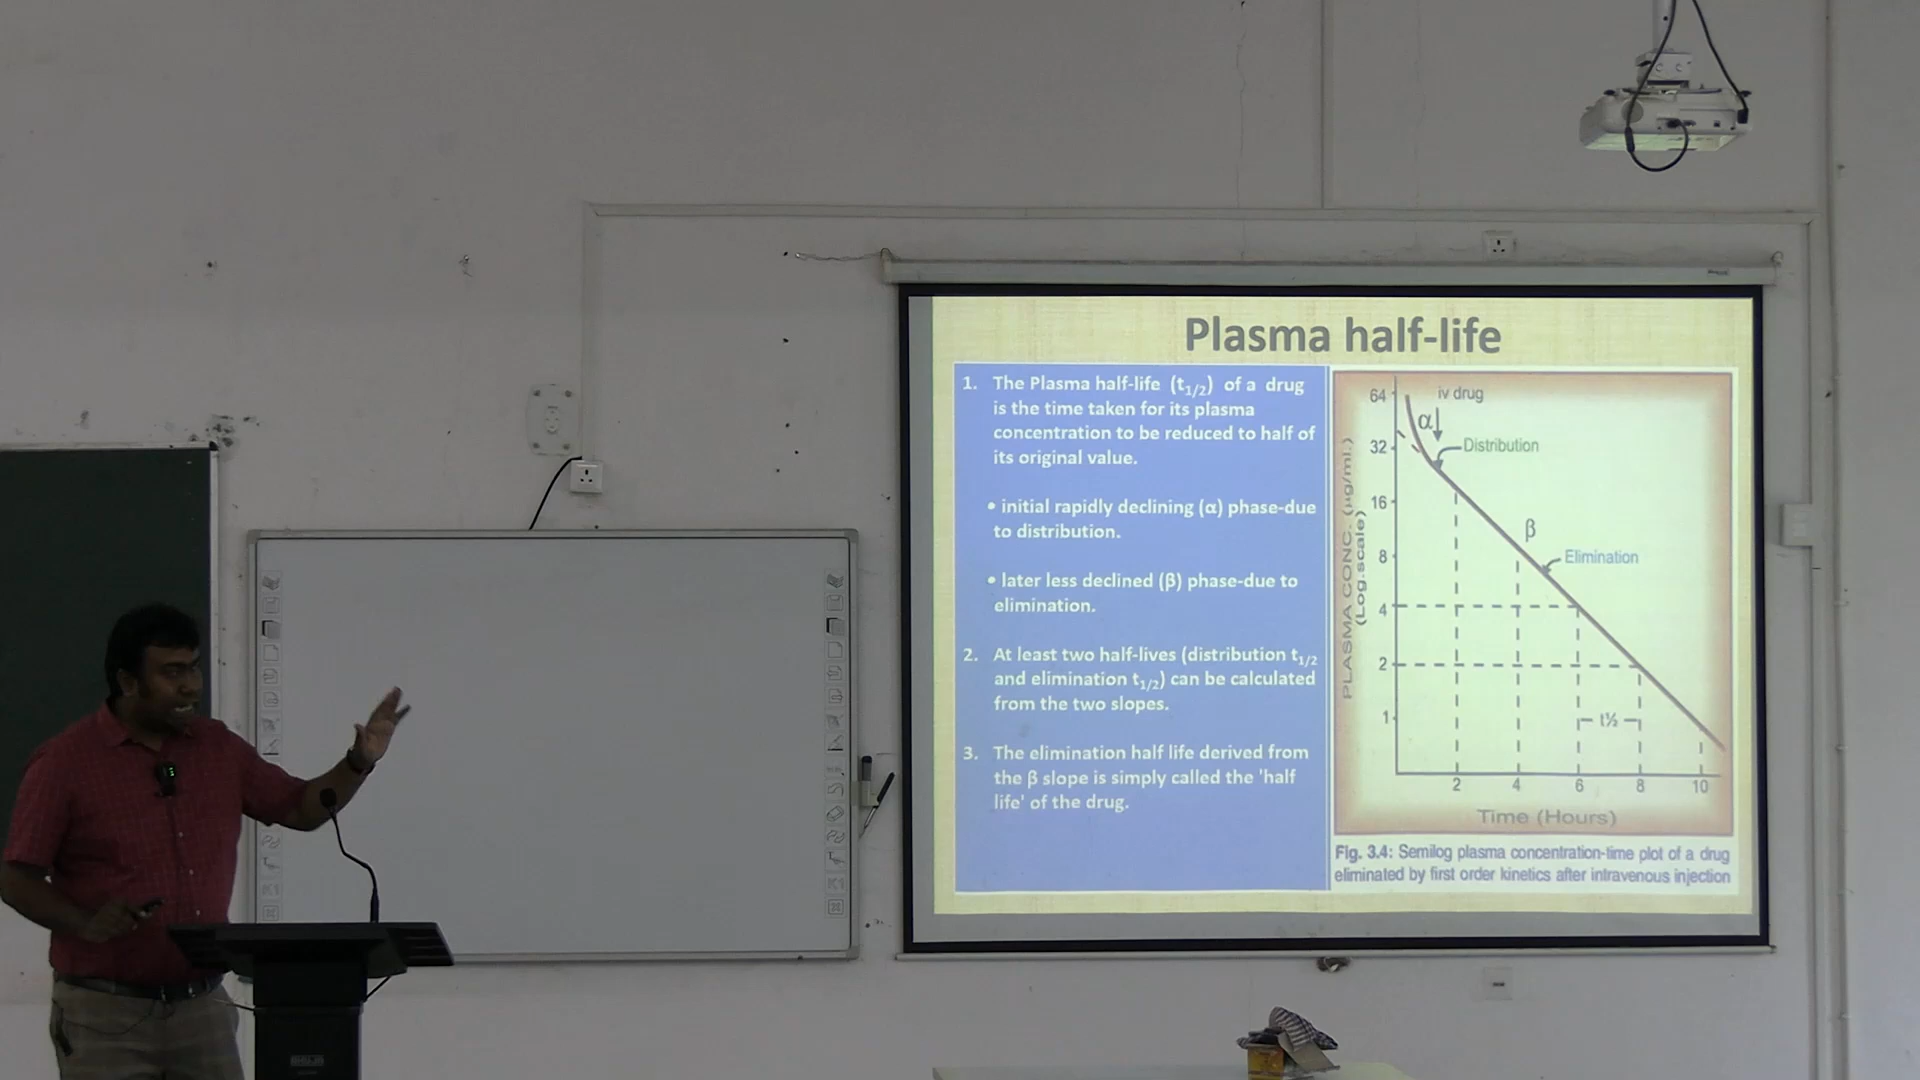 Plasma half-life
1. The Plasma half-life (t1/2) of a drug
is the time taken for its plasma
concentration to be reduced to half of
its original value.
• initial rapidly declining (α) phase-due
to distribution.
• later less declined (β) phase-due to
elimination.
2. At least two half-lives (distribution t1/2
and elimination t1/2) can be calculated
from the two slopes.
3. The elimination half life derived from
the β slope is simply called the 'half
life' of the drug.
64
32
16
8
4
2
1
PLASMA CONC. (µg/ml.)
(Log.scale)
iv drug
α
Distribution
β
Elimination
t½
2 4 6 8 10
Time (Hours)
Fig. 3.4: Semilog plasma concentration-time plot of a drug
eliminated by first order kinetics after intravenous injection